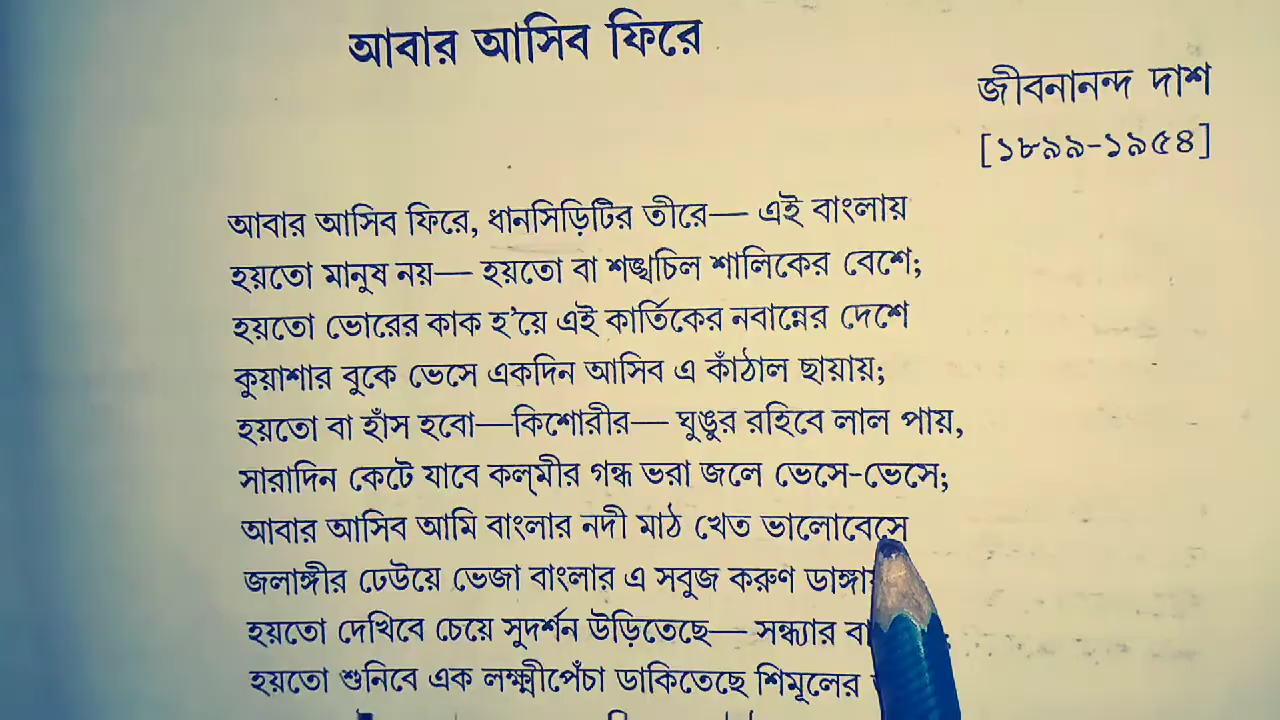 আবার আসিব ফিরে
জীবনানন্দ দাশ
[১৮৯৯-১৯৫৪]
আবার আসিব ফিরে, ধানসিড়িটির তীরে— এই বাংলায়
হয়তো মানুষ নয়— হয়তো বা শঙ্খচিল শালিকের বেশে;
হয়তো ভোরের কাক হ'য়ে এই কার্তিকের নবান্নের দেশে
কুয়াশার বুকে ভেসে একদিন আসিব এ কাঁঠাল ছায়ায়;
হয়তো বা হাঁস হবো—কিশোরীর— ঘুঙুর রহিবে লাল পায়,
সারাদিন কেটে যাবে কল্‌মীর গন্ধ ভরা জলে ভেসে-ভেসে;
আবার আসিব আমি বাংলার নদী মাঠ খেত ভালোবেসে
জলাঙ্গীর ঢেউয়ে ভেজা বাংলার এ সবুজ করুণ
হয়তো দেখিবে চেয়ে সুদর্শন উড়িতেছে— সন্ধ্যার
হয়তো শুনিবে এক লক্ষ্মীপেঁচা ডাকিতেছে শিমূলের